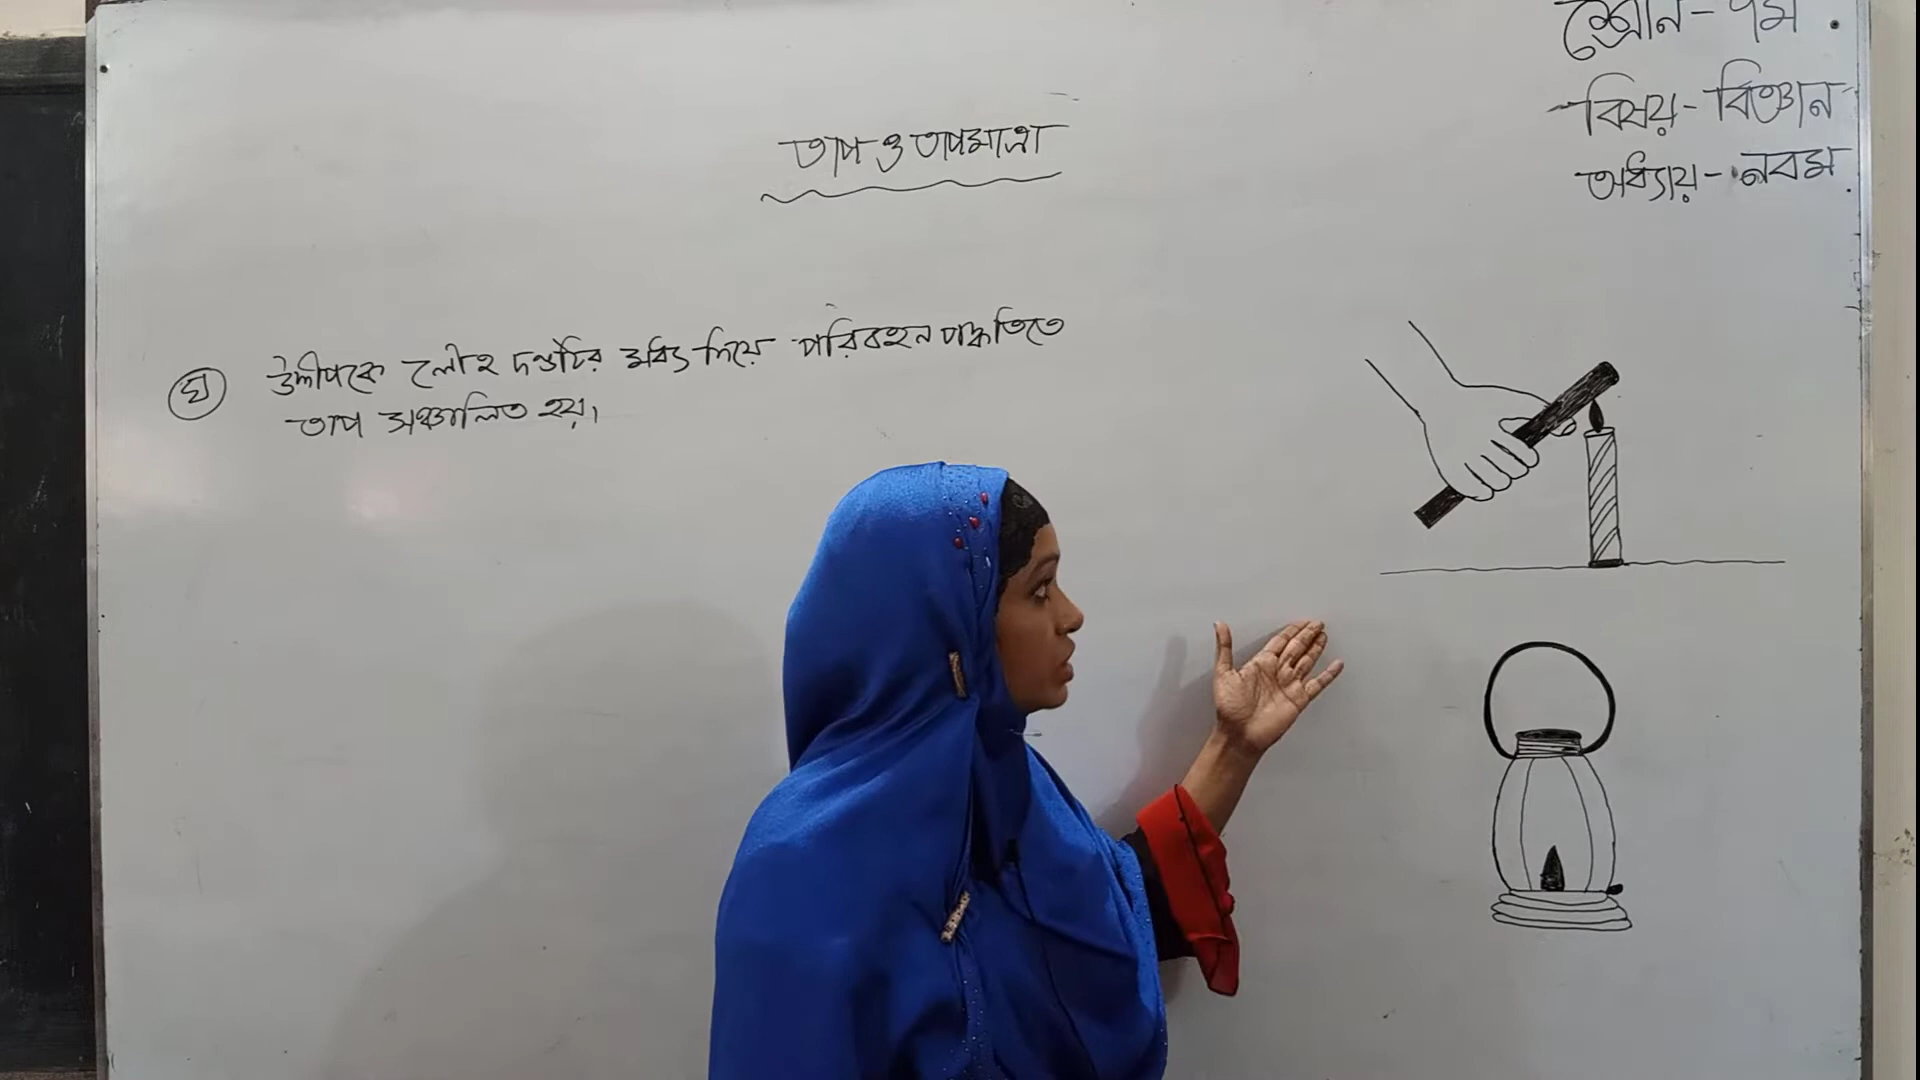 শ্রেণি - ৭ম
বিষয় - বিজ্ঞান
অধ্যায় - নবম
তাপ ও তাপমাত্রা
ঘ উদ্দীপকে লৌহ দণ্ডটির মধ্য দিয়ে পরিবহন পদ্ধতিতে
তাপ সঞ্চালিত হয়।